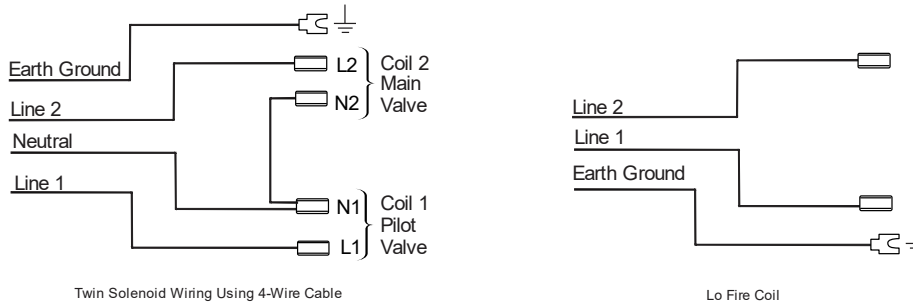 Earth Ground
Line 2
Neutral
Line 1
L2
N2
Coil 2
Main
Valve
N1
L1
Coil 1
Pilot
Valve
Twin Solenoid Wiring Using 4-Wire Cable
Line 2
Line 1
Earth Ground
Lo Fire Coil